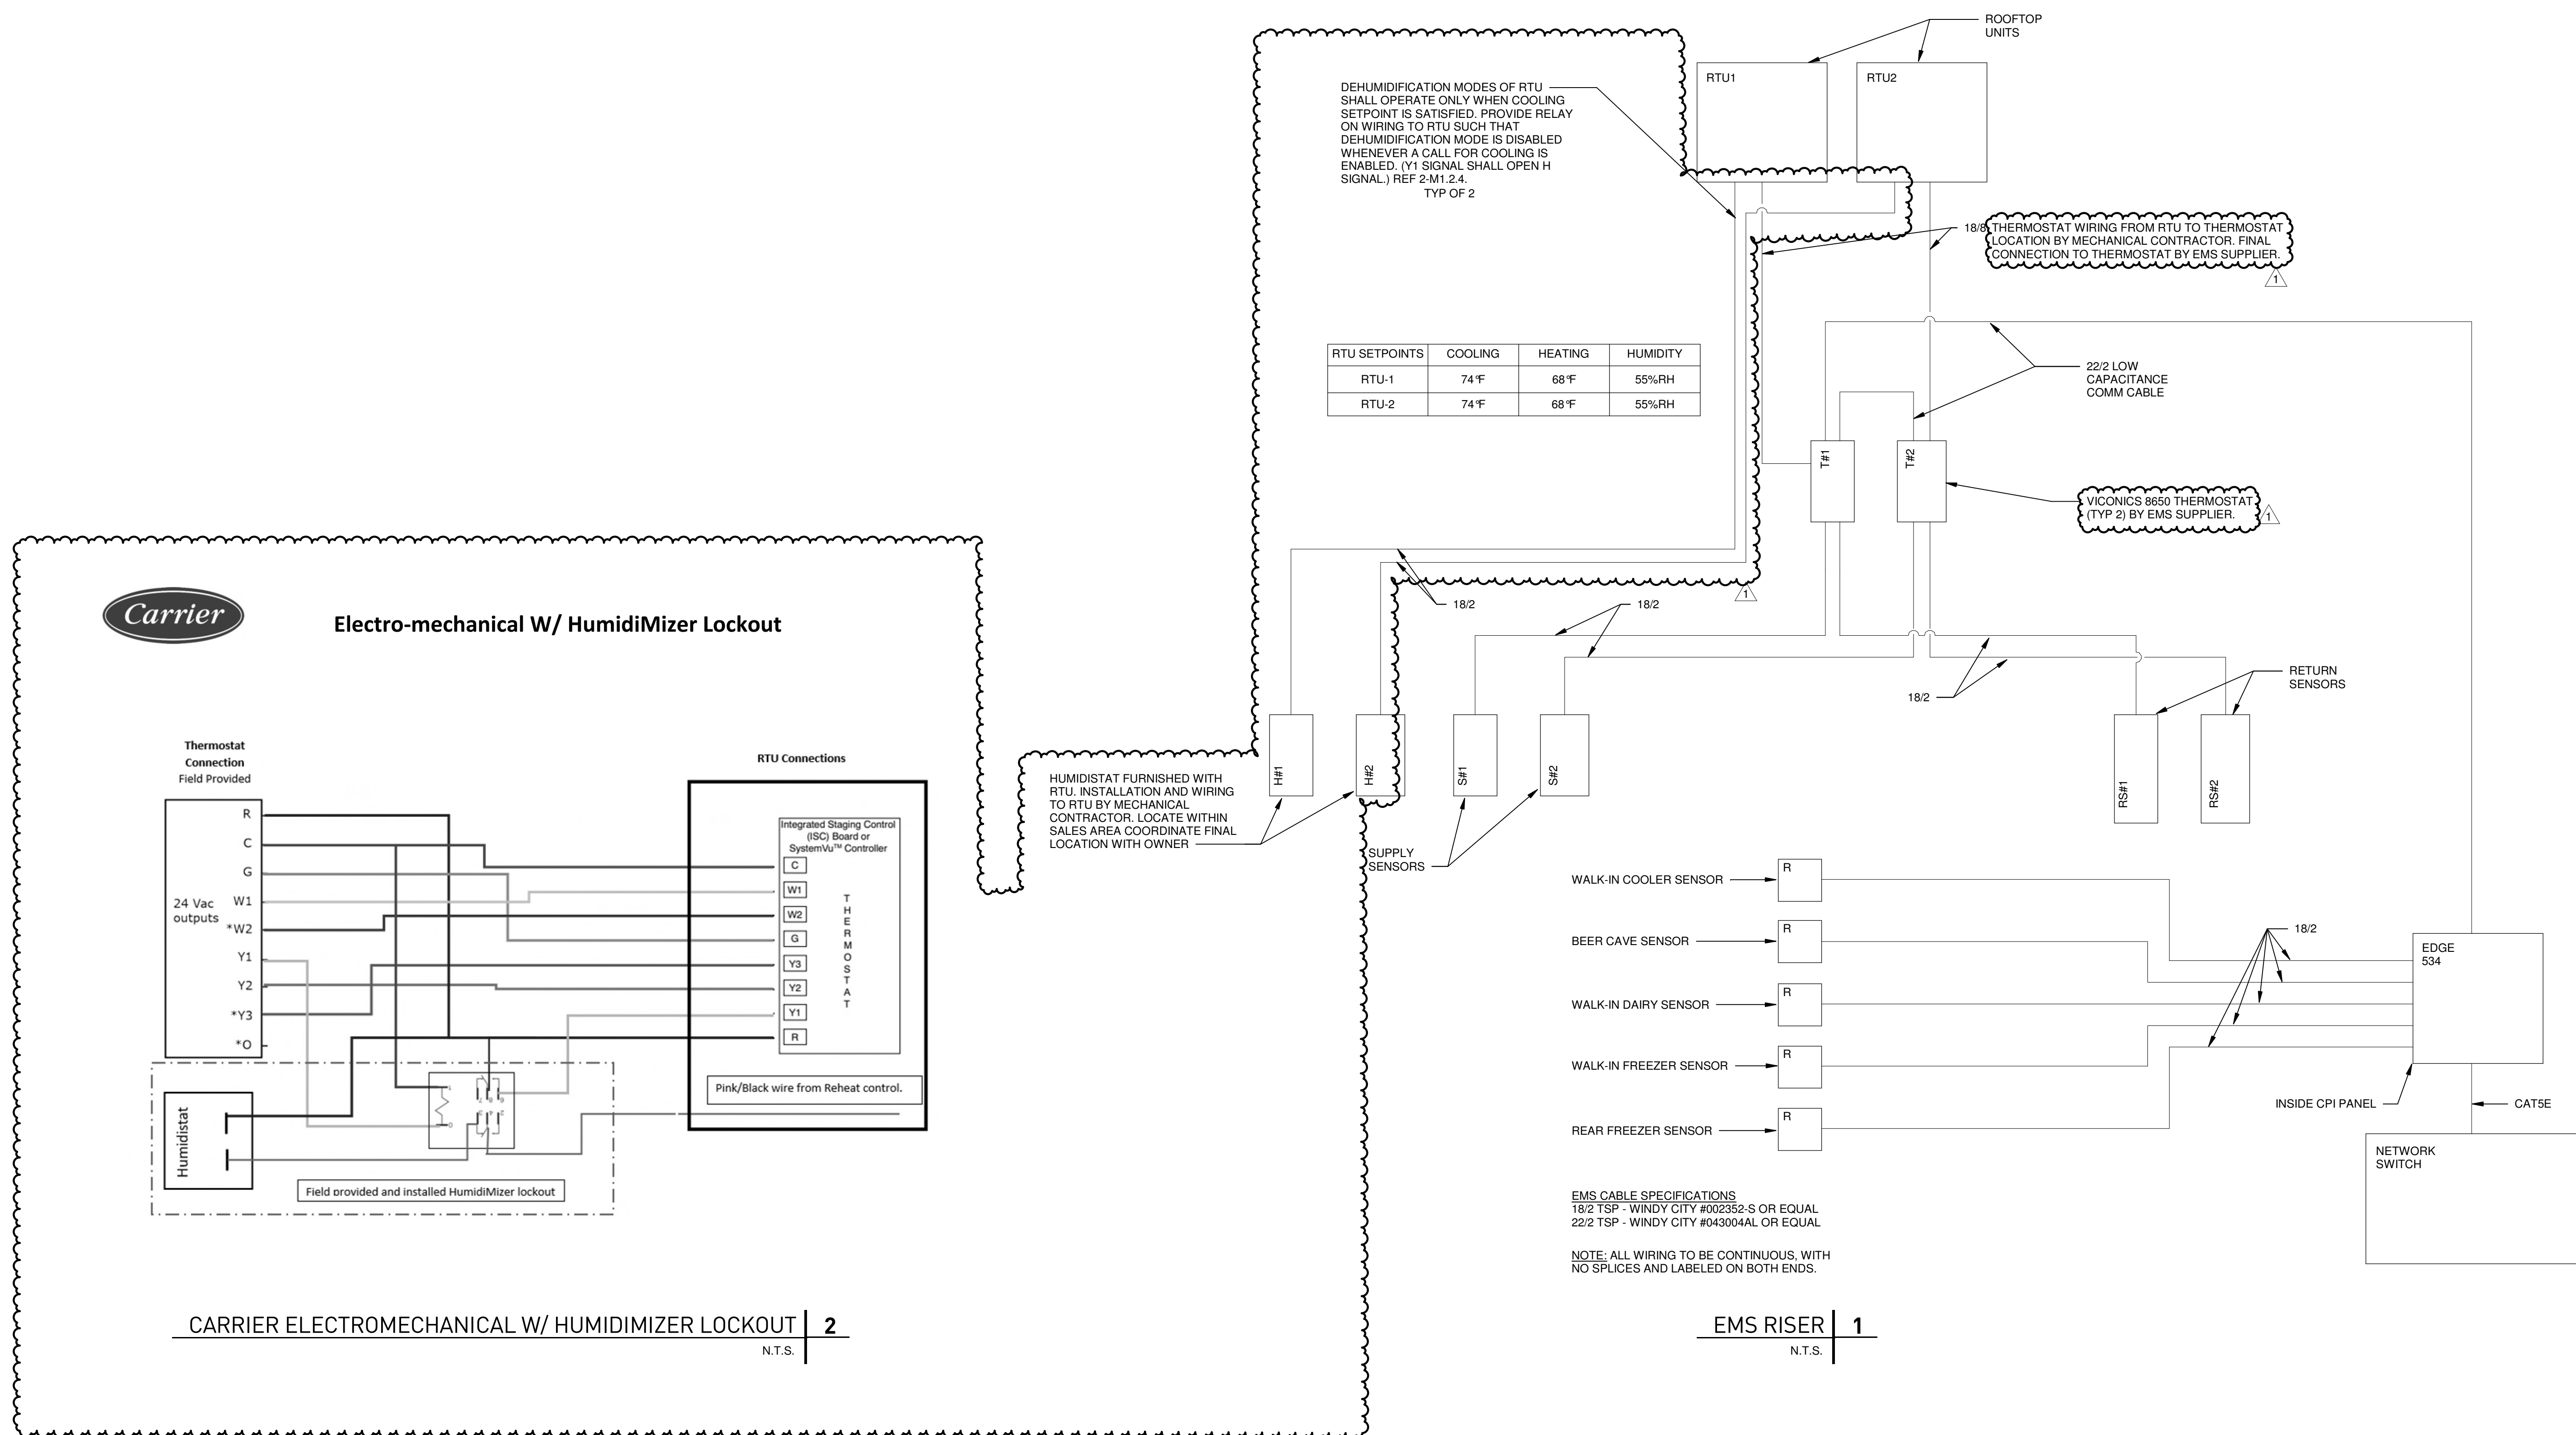 ROOFTOP
UNITS
RTU1
RTU2
DEHUMIDIFICATION MODES OF RTU
SHALL OPERATE ONLY WHEN COOLING
SETPOINT IS SATISFIED. PROVIDE RELAY
ON WIRING TO RTU SUCH THAT
DEHUMIDIFICATION MODE IS DISABLED
WHENEVER A CALL FOR COOLING IS
ENABLED. (Y1 SIGNAL SHALL OPEN H
SIGNAL.) REF 2-M1.2.4.
TYP OF 2
18/8 THERMOSTAT WIRING FROM RTU TO THERMOSTAT
LOCATION BY MECHANICAL CONTRACTOR. FINAL
CONNECTION TO THERMOSTAT BY EMS SUPPLIER.
1
RTU SETPOINTS COOLING HEATING HUMIDITY
RTU-1 74°F 68°F 55%RH
RTU-2 74°F 68°F 55%RH
22/2 LOW
CAPACITANCE
COMM CABLE
T#1
T#2
VICONICS 8650 THERMOSTAT
(TYP 2) BY EMS SUPPLIER.
1
1
18/2
18/2
18/2
RETURN
SENSORS
H#1
H#2
S#1
S#2
RS#1
RS#2
HUMIDISTAT FURNISHED WITH
RTU. INSTALLATION AND WIRING
TO RTU BY MECHANICAL
CONTRACTOR. LOCATE WITHIN
SALES AREA COORDINATE FINAL
LOCATION WITH OWNER
SUPPLY
SENSORS
Carrier
Electro-mechanical W/ HumidiMizer Lockout
Thermostat
Connection
Field Provided
RTU Connections
R
C
G
W1
*W2
Y1
Y2
*Y3
*O
24 Vac
outputs
Integrated Staging Control
(ISC) Board or
SystemVu™ Controller
C
W1
W2
G
Y3
Y2
Y1
R
THERMOSTAT
Pink/Black wire from Reheat control.
Humidistat
Field provided and installed HumidiMizer lockout
CARRIER ELECTROMECHANICAL W/ HUMIDIMIZER LOCKOUT 2
N.T.S.
WALK-IN COOLER SENSOR
R
BEER CAVE SENSOR
R
WALK-IN DAIRY SENSOR
R
WALK-IN FREEZER SENSOR
R
REAR FREEZER SENSOR
R
18/2
EDGE
534
INSIDE CPI PANEL
CAT5E
NETWORK
SWITCH
EMS CABLE SPECIFICATIONS
18/2 TSP - WINDY CITY #002352-S OR EQUAL
22/2 TSP - WINDY CITY #043004AL OR EQUAL
NOTE: ALL WIRING TO BE CONTINUOUS, WITH
NO SPLICES AND LABELED ON BOTH ENDS.
EMS RISER 1
N.T.S.